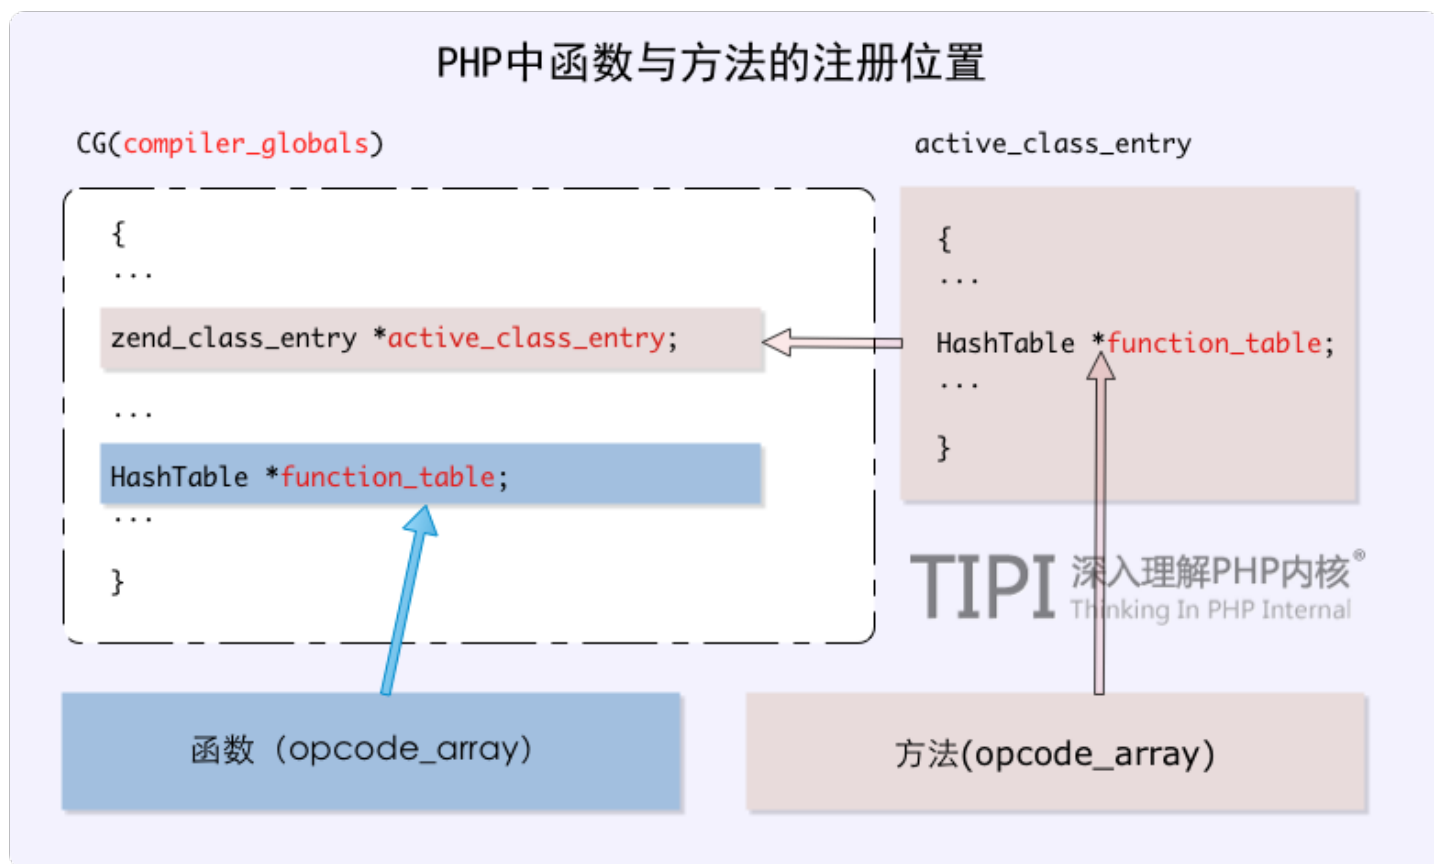 PHP中函数与方法的注册位置
CG(compiler_globals)
{
...
zend_class_entry *active_class_entry;
...
HashTable *function_table;
...
}
active_class_entry
{
...
HashTable *function_table;
...
}
TIPI 深入理解PHP内核®
Thinking In PHP Internal
函数（opcode_array）
方法(opcode_array)